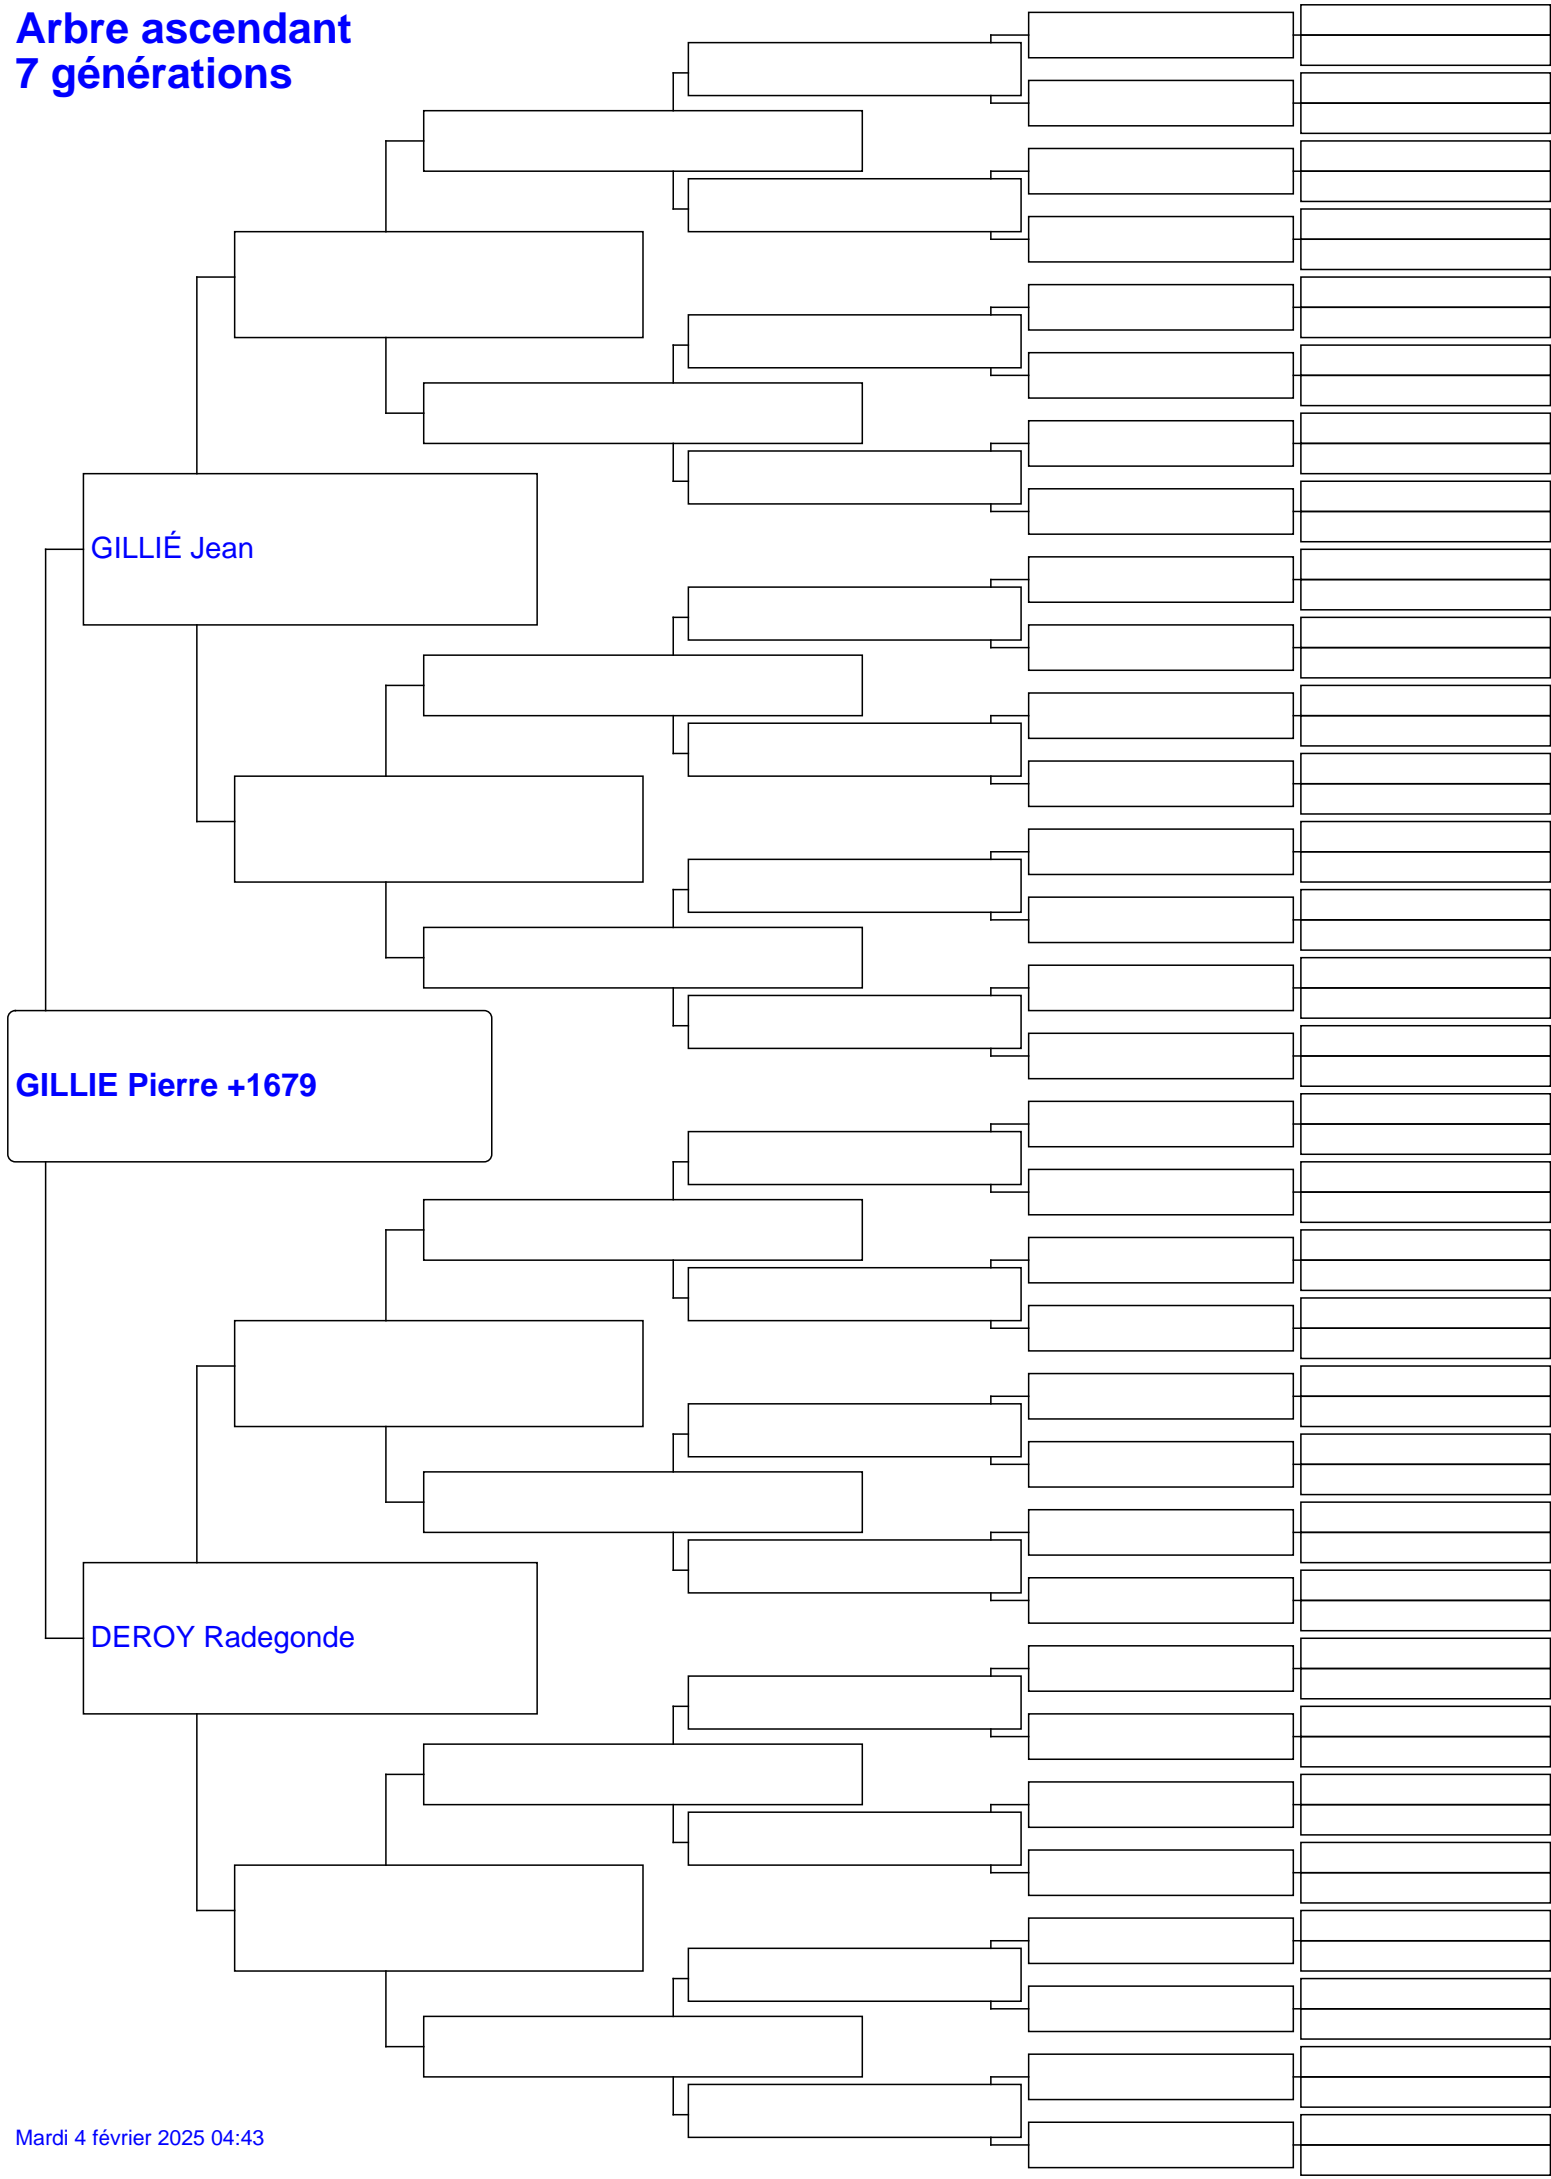 Arbre ascendant
7 générations
GILLIÉ Jean
GILLIE Pierre +1679
DEROY Radegonde
Mardi 4 février 2025 04:43